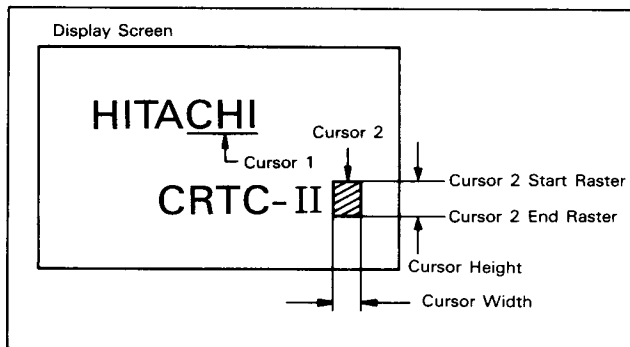 Display Screen
HITACHI
Cursor 2
Cursor 1
Cursor 2 Start Raster
CRTC-II
Cursor 2 End Raster
Cursor Height
Cursor Width